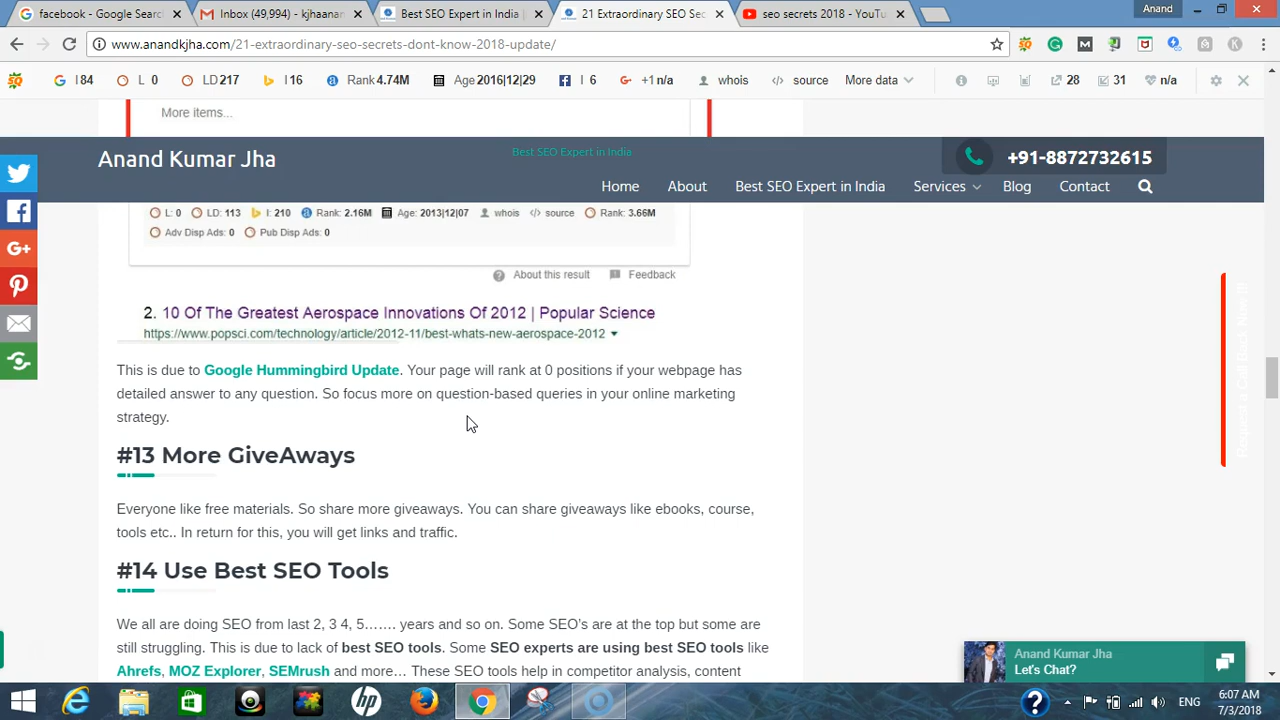 facebook - Google Search
Inbox (49,994) - kjhaanan
Best SEO Expert in India |
21 Extraordinary SEO Sec
seo secrets 2018 - YouTu
Anand
www.anandkjha.com/21-extraordinary-seo-secrets-dont-know-2018-update/
I 84
L 0
LD 217
I 16
Rank 4.74M
Age 2016|12|29
I 6
+1 n/a
whois
source
More data
28
31
n/a
More items...
Anand Kumar Jha
Best SEO Expert in India
+91-8872732615
Home
About
Best SEO Expert in India
Services
Blog
Contact
L: 0
LD: 113
I: 210
Rank: 2.16M
Age: 2013|12|07
whois
source
Rank: 3.66M
Adv Disp Ads: 0
Pub Disp Ads: 0
About this result
Feedback
2. 10 Of The Greatest Aerospace Innovations Of 2012 | Popular Science
https://www.popsci.com/technology/article/2012-11/best-whats-new-aerospace-2012
This is due to Google Hummingbird Update. Your page will rank at 0 positions if your webpage has
detailed answer to any question. So focus more on question-based queries in your online marketing
strategy.
#13 More GiveAways
Everyone like free materials. So share more giveaways. You can share giveaways like ebooks, course,
tools etc.. In return for this, you will get links and traffic.
#14 Use Best SEO Tools
We all are doing SEO from last 2, 3 4, 5……. years and so on. Some SEO's are at the top but some are
still struggling. This is due to lack of best SEO tools. Some SEO experts are using best SEO tools like
Ahrefs, MOZ Explorer, SEMrush and more… These SEO tools help in competitor analysis, content
Request a Call Back Now !!!
Anand Kumar Jha
Let's Chat?
ENG
6:07 AM
7/3/2018